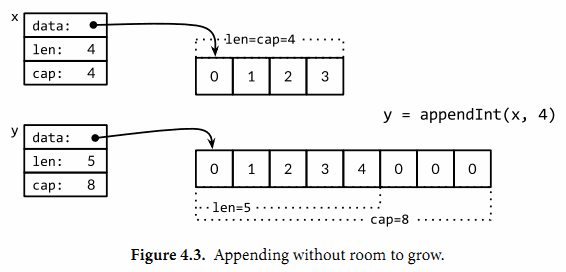 x
data:
len: 4
cap: 4
len=cap=4
0 1 2 3
y = appendInt(x, 4)
y
data:
len: 5
cap: 8
0 1 2 3 4 0 0 0
len=5
cap=8
Figure 4.3. Appending without room to grow.